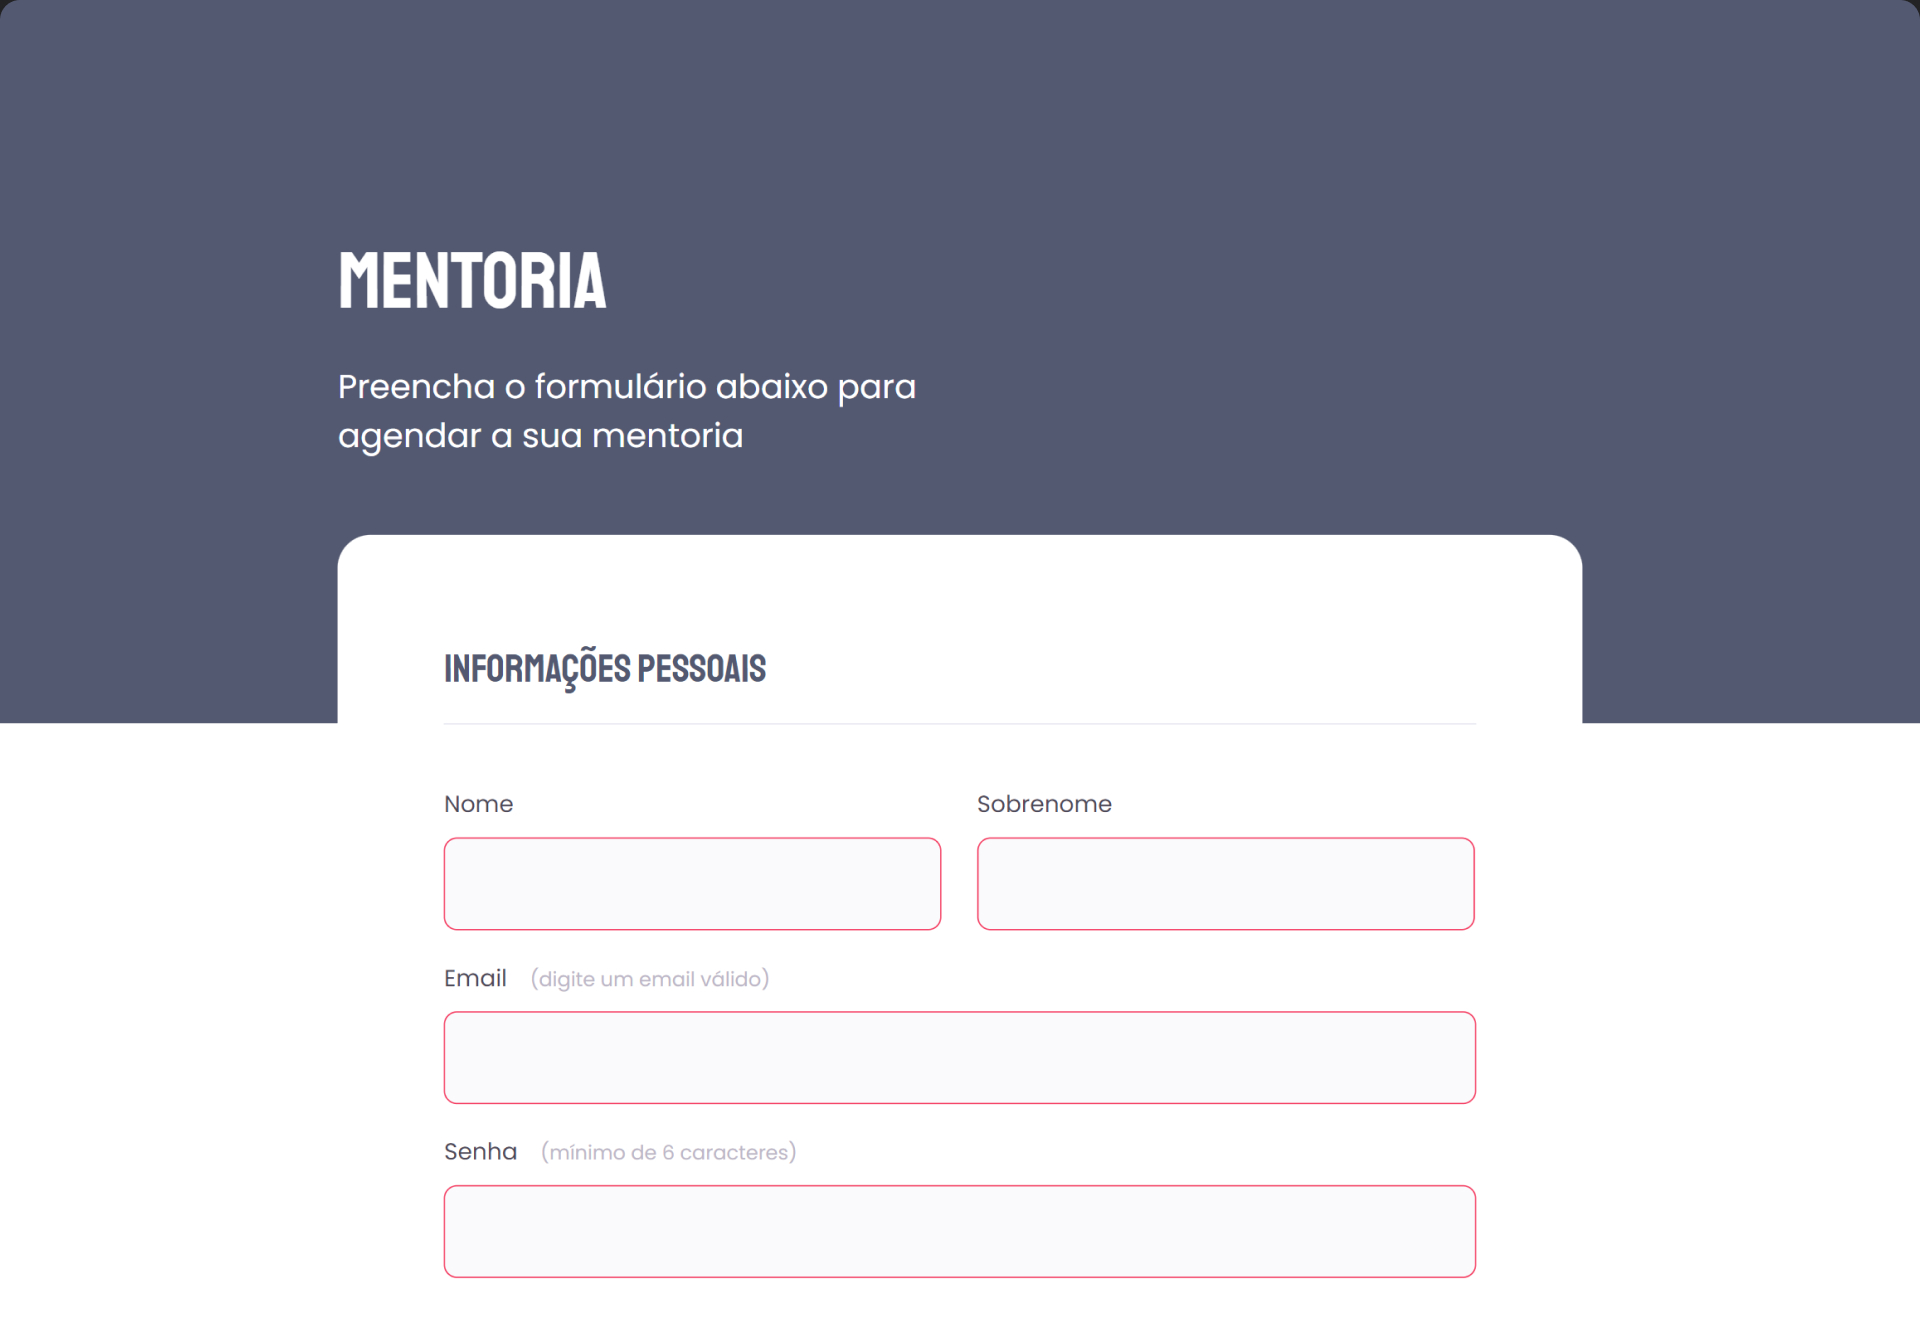 MENTORIA
Preencha o formulário abaixo para
agendar a sua mentoria
INFORMAÇÕES PESSOAIS
Nome Sobrenome
Email (digite um email válido)
Senha (mínimo de 6 caracteres)